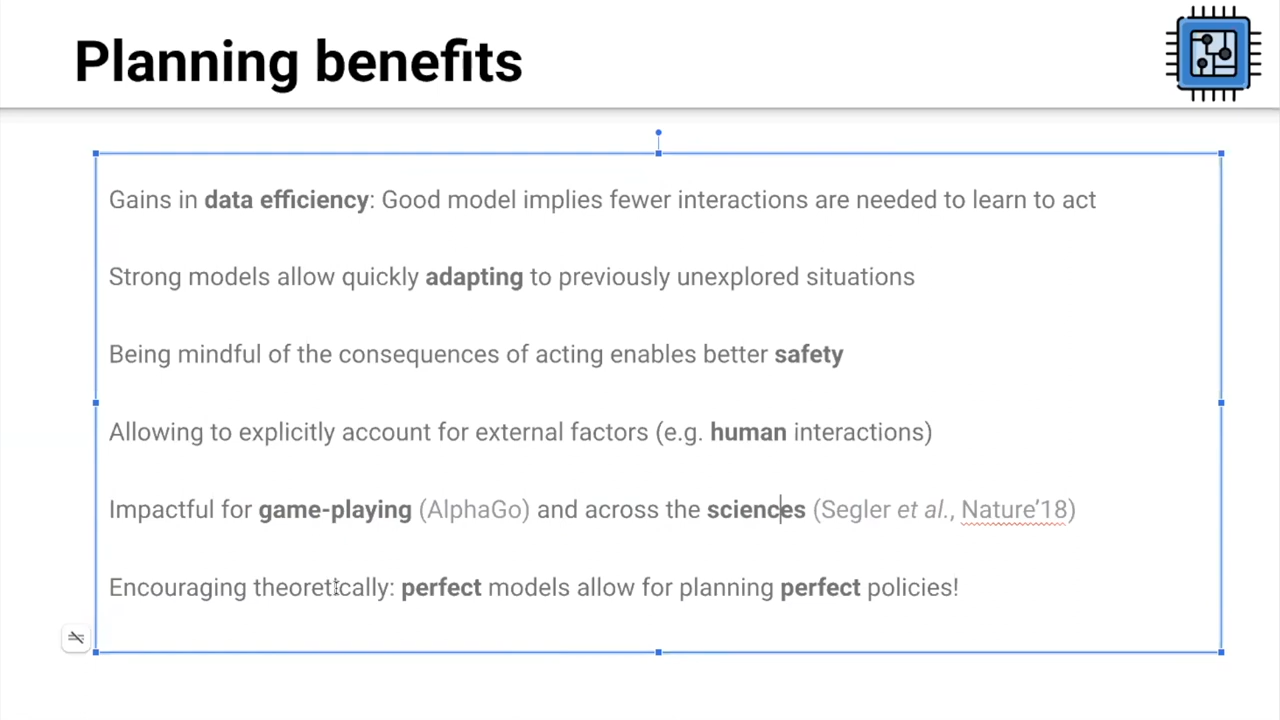 Planning benefits
Gains in data efficiency: Good model implies fewer interactions are needed to learn to act
Strong models allow quickly adapting to previously unexplored situations
Being mindful of the consequences of acting enables better safety
Allowing to explicitly account for external factors (e.g. human interactions)
Impactful for game-playing (AlphaGo) and across the sciences (Segler et al., Nature’18)
Encouraging theoretically: perfect models allow for planning perfect policies!